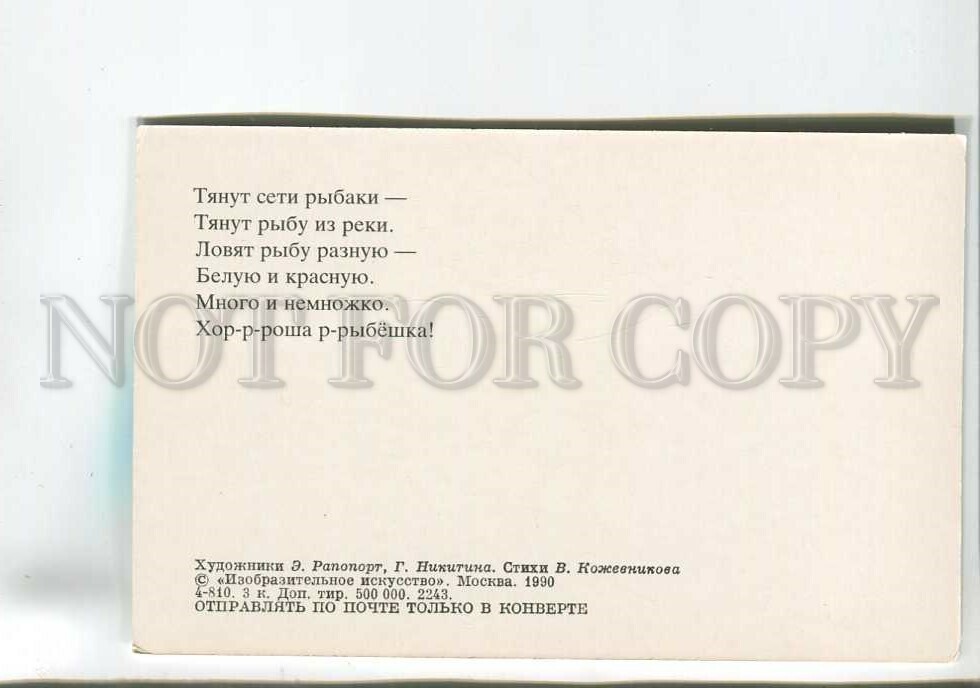 Тянут сети рыбаки —
Тянут рыбу из реки.
Ловят рыбу разную —
Белую и красную.
Много и немножко.
Хор-р-роша р-рыбёшка!
NOT FOR COPY
Художники Э. Рапопорт, Г. Никитина. Стихи В. Кожевникова
© «Изобразительное искусство». Москва. 1990
4-810. 3 к. Доп. тир. 500 000. 2243.
ОТПРАВЛЯТЬ ПО ПОЧТЕ ТОЛЬКО В КОНВЕРТЕ